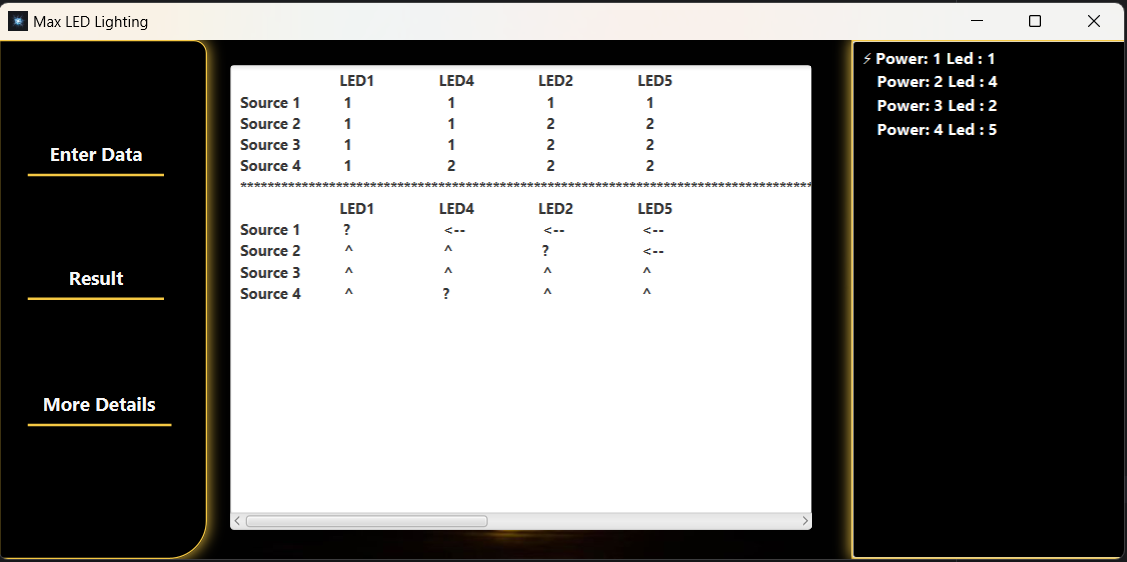 Max LED Lighting
Enter Data
Result
More Details
LED1 LED4 LED2 LED5
Source 1 1 1 1 1
Source 2 1 1 2 2
Source 3 1 1 2 2
Source 4 1 2 2 2
************************************************************************************
LED1 LED4 LED2 LED5
Source 1 ? <-- <-- <--
Source 2 ^ ^ ? <--
Source 3 ^ ^ ^ ^
Source 4 ^ ? ^ ^
⚡ Power: 1 Led : 1
Power: 2 Led : 4
Power: 3 Led : 2
Power: 4 Led : 5